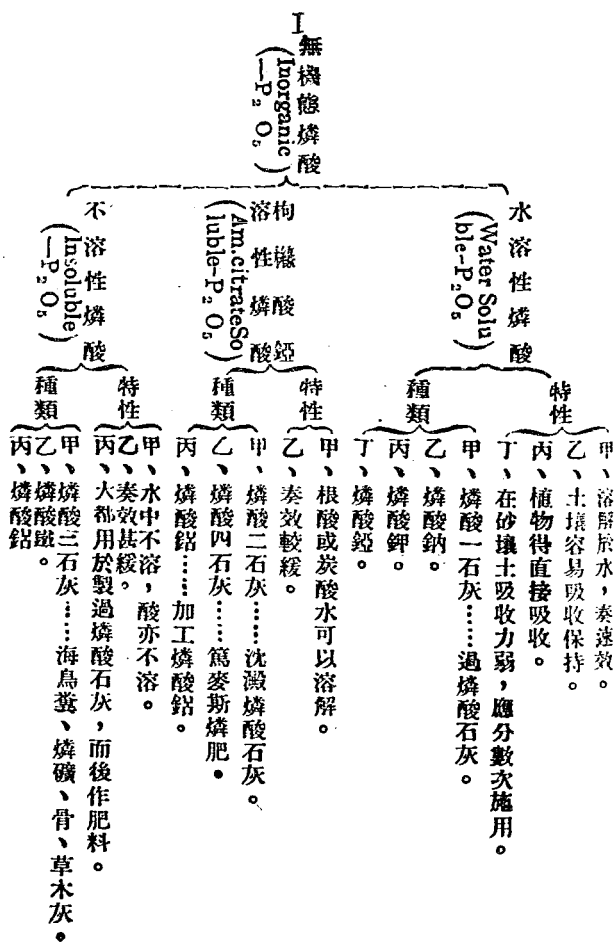 I
無機態燐酸
(Inorganic
—P₂O₅)
水溶性燐酸
(Water Solu
ble-P₂O₅)
特性
甲、溶解於水，奏速效。
乙、土壤容易吸收保持。
丙、植物得直接吸收。
丁、在砂壤土吸收力弱，應分數次施用。
種類
甲、燐酸一石灰……過燐酸石灰。
乙、燐酸鈉。
丙、燐酸鉀。
丁、燐酸錏。
枸櫞酸錏
溶性燐酸
(Am.citrateSo
luble-P₂O₅)
特性
甲、根酸或炭酸水可以溶解。
乙、奏效較緩。
種類
甲、燐酸二石灰……沈澱燐酸石灰。
乙、燐酸四石灰……篤麥斯燐肥。
丙、燐酸鋁……加工燐酸鋁。
不溶性燐酸
(Insoluble
—P₂O₅)
特性
甲、水中不溶，酸亦不溶。
乙、奏效甚緩。
丙、大都用於製過燐酸石灰，而後作肥料。
種類
甲、燐酸三石灰……海鳥糞、燐礦、骨、草木灰。
乙、燐酸鐵。
丙、燐酸鋁